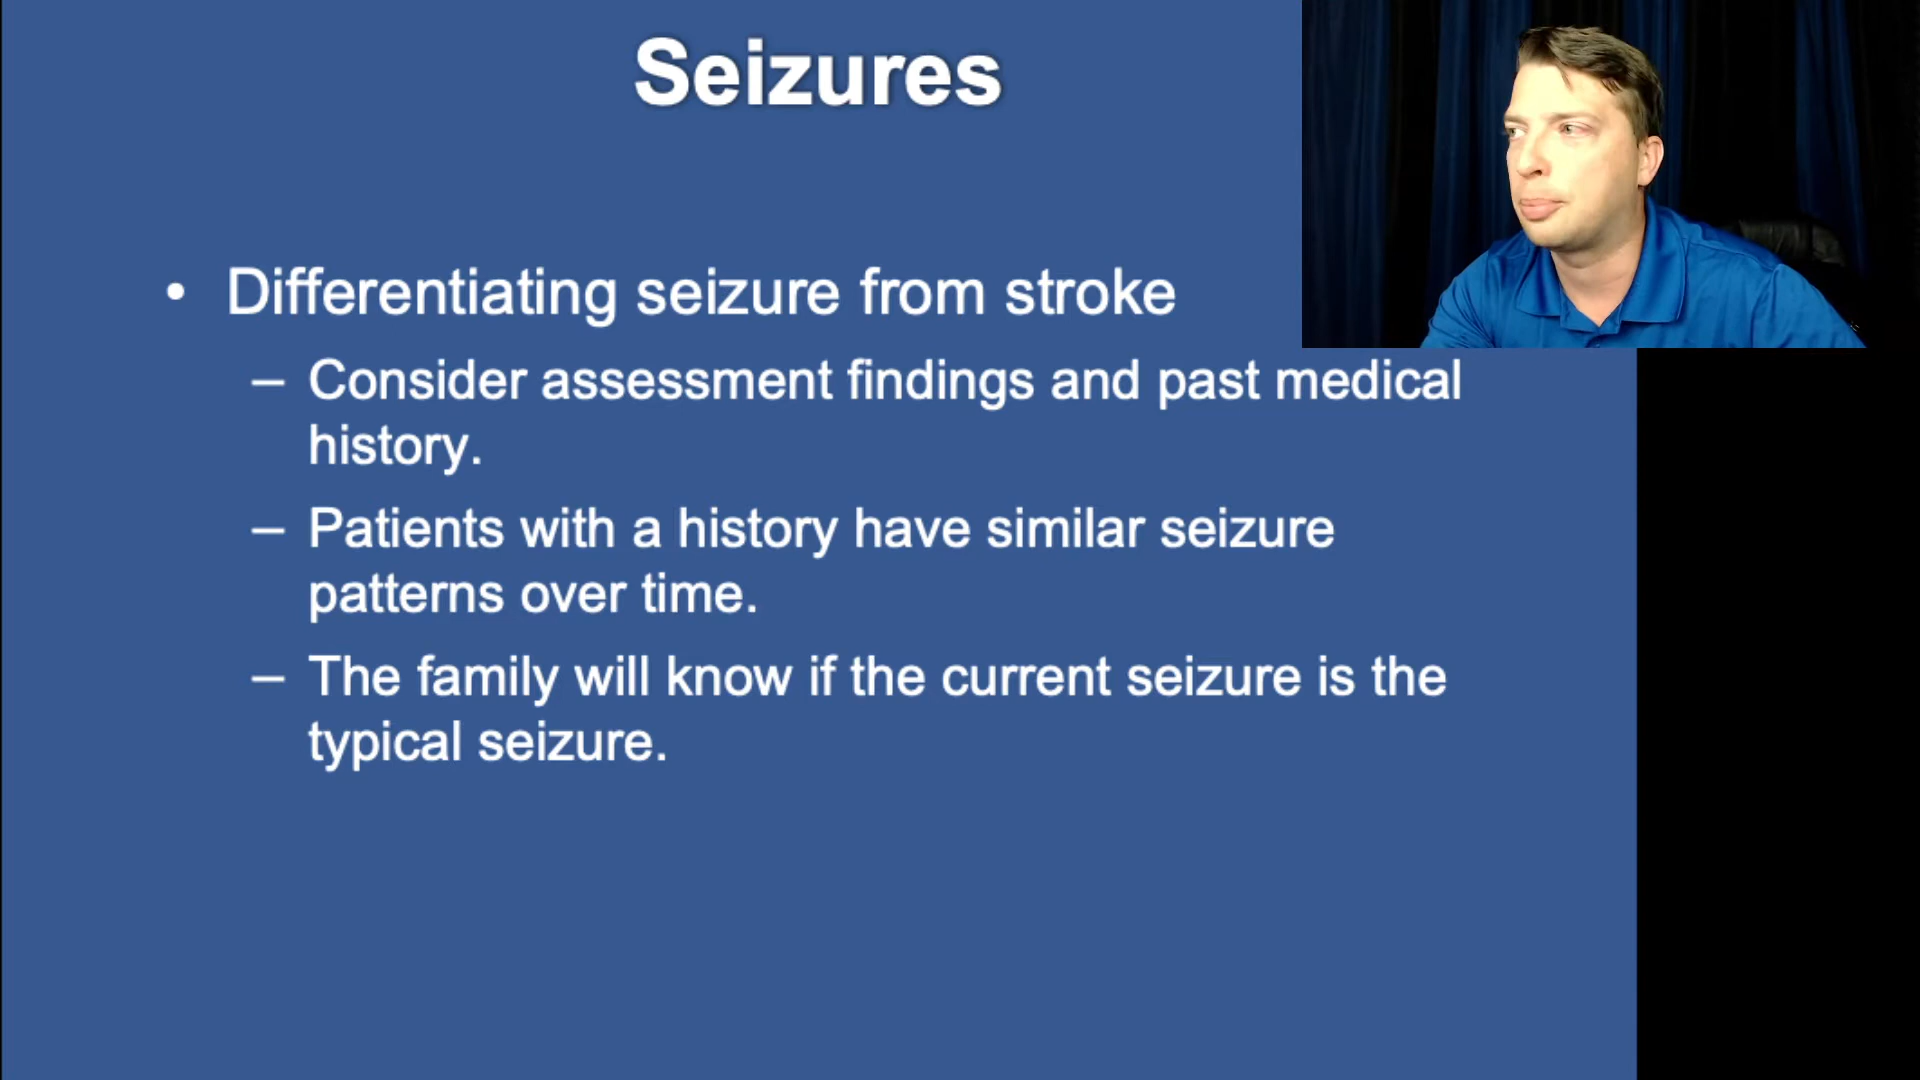 Seizures
• Differentiating seizure from stroke
– Consider assessment findings and past medical
history.
– Patients with a history have similar seizure
patterns over time.
– The family will know if the current seizure is the
typical seizure.